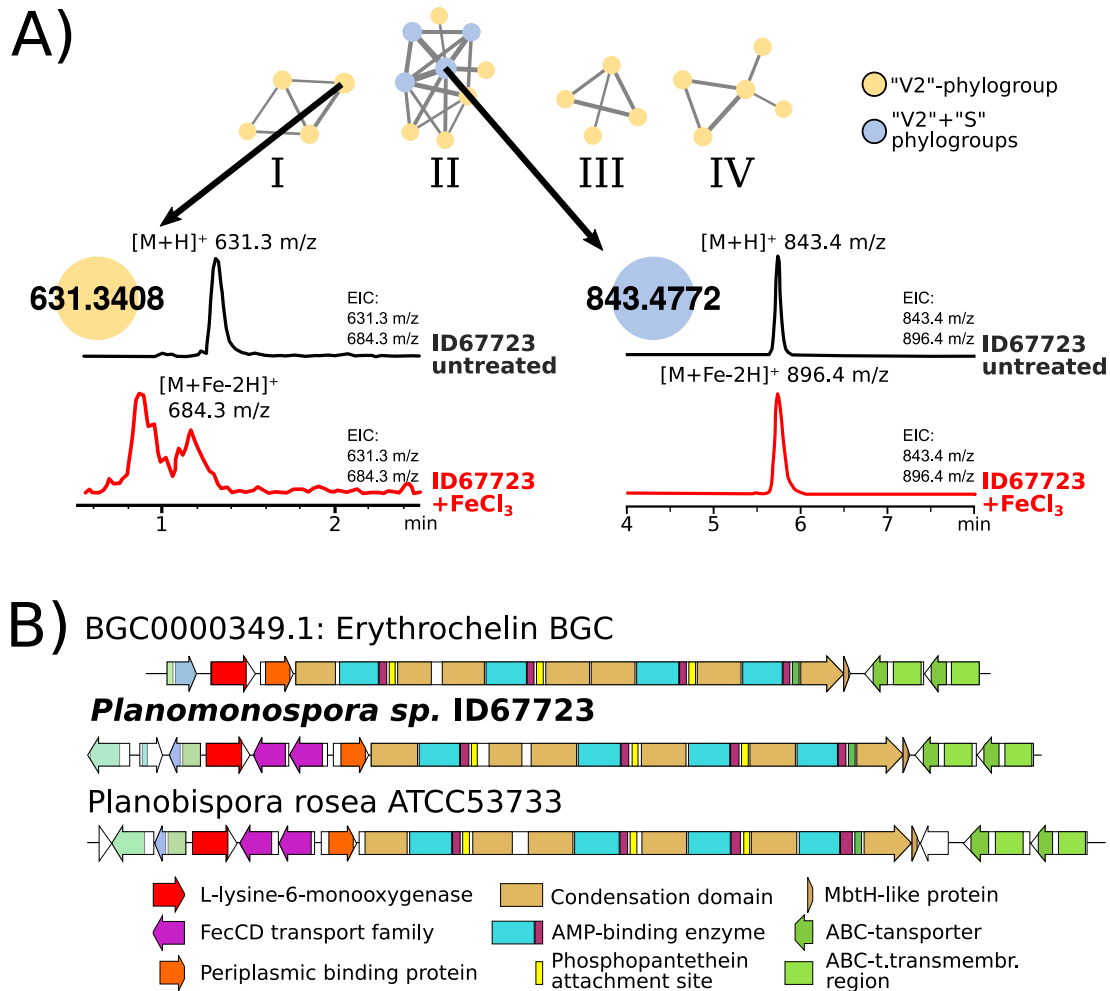 A)
"V2"-phylogroup
"V2"+"S"
phylogroups
I
II
III
IV
[M+H]⁺ 631.3 m/z
631.3408
EIC:
631.3 m/z
684.3 m/z
ID67723
untreated
[M+Fe-2H]⁺
684.3 m/z
EIC:
631.3 m/z
684.3 m/z
ID67723
+FeCl₃
1
2
min
[M+H]⁺ 843.4 m/z
843.4772
EIC:
843.4 m/z
896.4 m/z
ID67723
untreated
[M+Fe-2H]⁺ 896.4 m/z
EIC:
843.4 m/z
896.4 m/z
ID67723
+FeCl₃
4
5
6
7
min
B)
BGC0000349.1: Erythrochelin BGC
Planomonospora sp. ID67723
Planobispora rosea ATCC53733
L-lysine-6-monooxygenase
Condensation domain
MbtH-like protein
FecCD transport family
AMP-binding enzyme
ABC-tansporter
Periplasmic binding protein
Phosphopantethein
attachment site
ABC-t.transmembr.
region